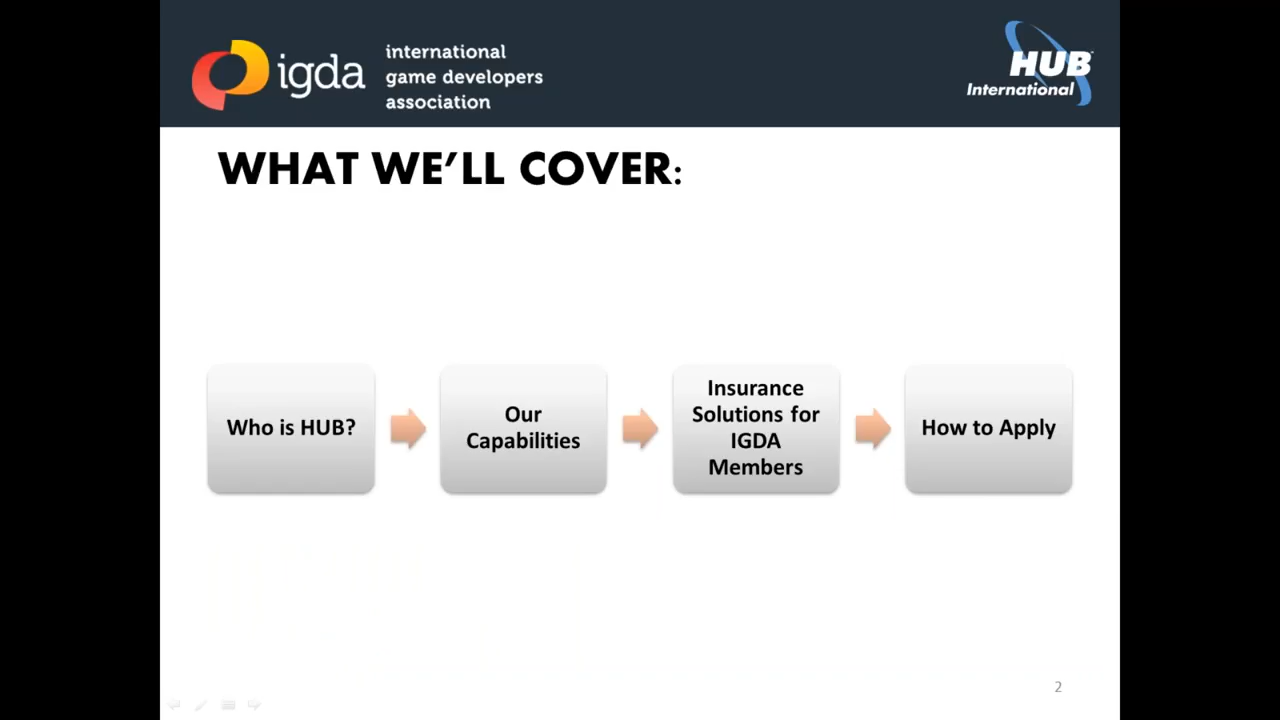 igda
international
game developers
association
HUB
International
WHAT WE'LL COVER:
Who is HUB?
Our
Capabilities
Insurance
Solutions for
IGDA
Members
How to Apply
2